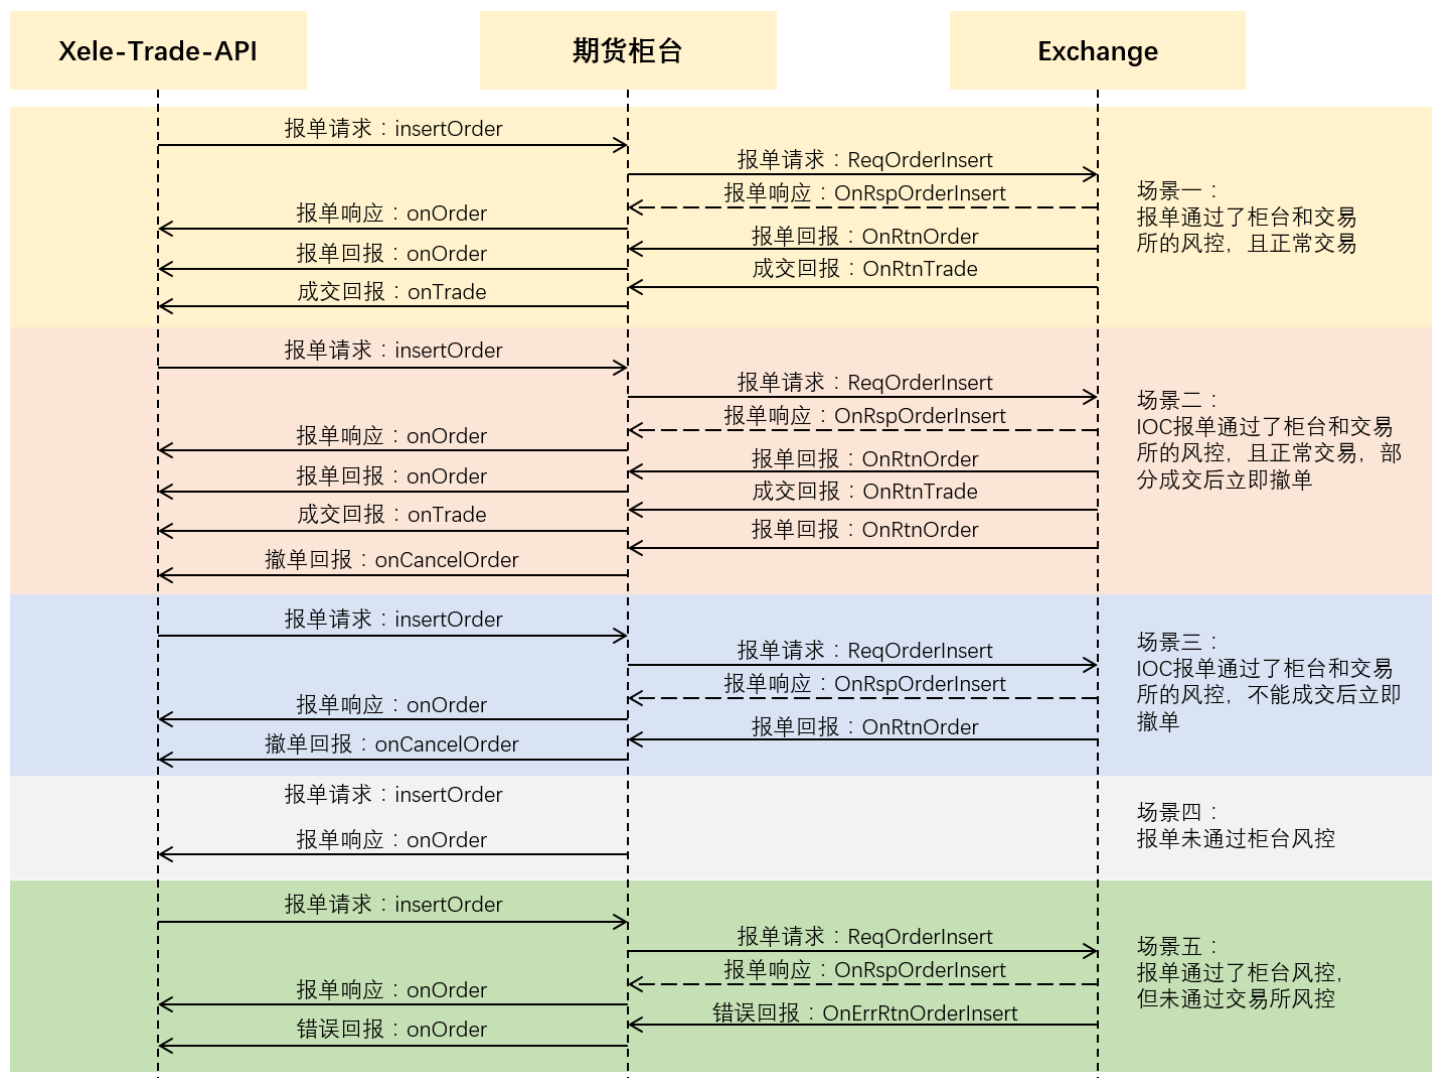 Xele-Trade-API
期货柜台
Exchange
报单请求：insertOrder
报单请求：ReqOrderInsert
报单响应：OnRspOrderInsert
报单响应：onOrder
报单回报：OnRtnOrder
报单回报：onOrder
成交回报：OnRtnTrade
成交回报：onTrade
场景一：
报单通过了柜台和交易
所的风控，且正常交易
报单请求：insertOrder
报单请求：ReqOrderInsert
报单响应：OnRspOrderInsert
报单响应：onOrder
报单回报：OnRtnOrder
报单回报：onOrder
成交回报：OnRtnTrade
成交回报：onTrade
报单回报：OnRtnOrder
撤单回报：onCancelOrder
场景二：
IOC报单通过了柜台和交易
所的风控，且正常交易，部
分成交后立即撤单
报单请求：insertOrder
报单请求：ReqOrderInsert
报单响应：OnRspOrderInsert
报单响应：onOrder
报单回报：OnRtnOrder
撤单回报：onCancelOrder
场景三：
IOC报单通过了柜台和交易
所的风控，不能成交后立即
撤单
报单请求：insertOrder
报单响应：onOrder
场景四：
报单未通过柜台风控
报单请求：insertOrder
报单请求：ReqOrderInsert
报单响应：OnRspOrderInsert
报单响应：onOrder
错误回报：OnErrRtnOrderInsert
错误回报：onOrder
场景五：
报单通过了柜台风控，
但未通过交易所风控